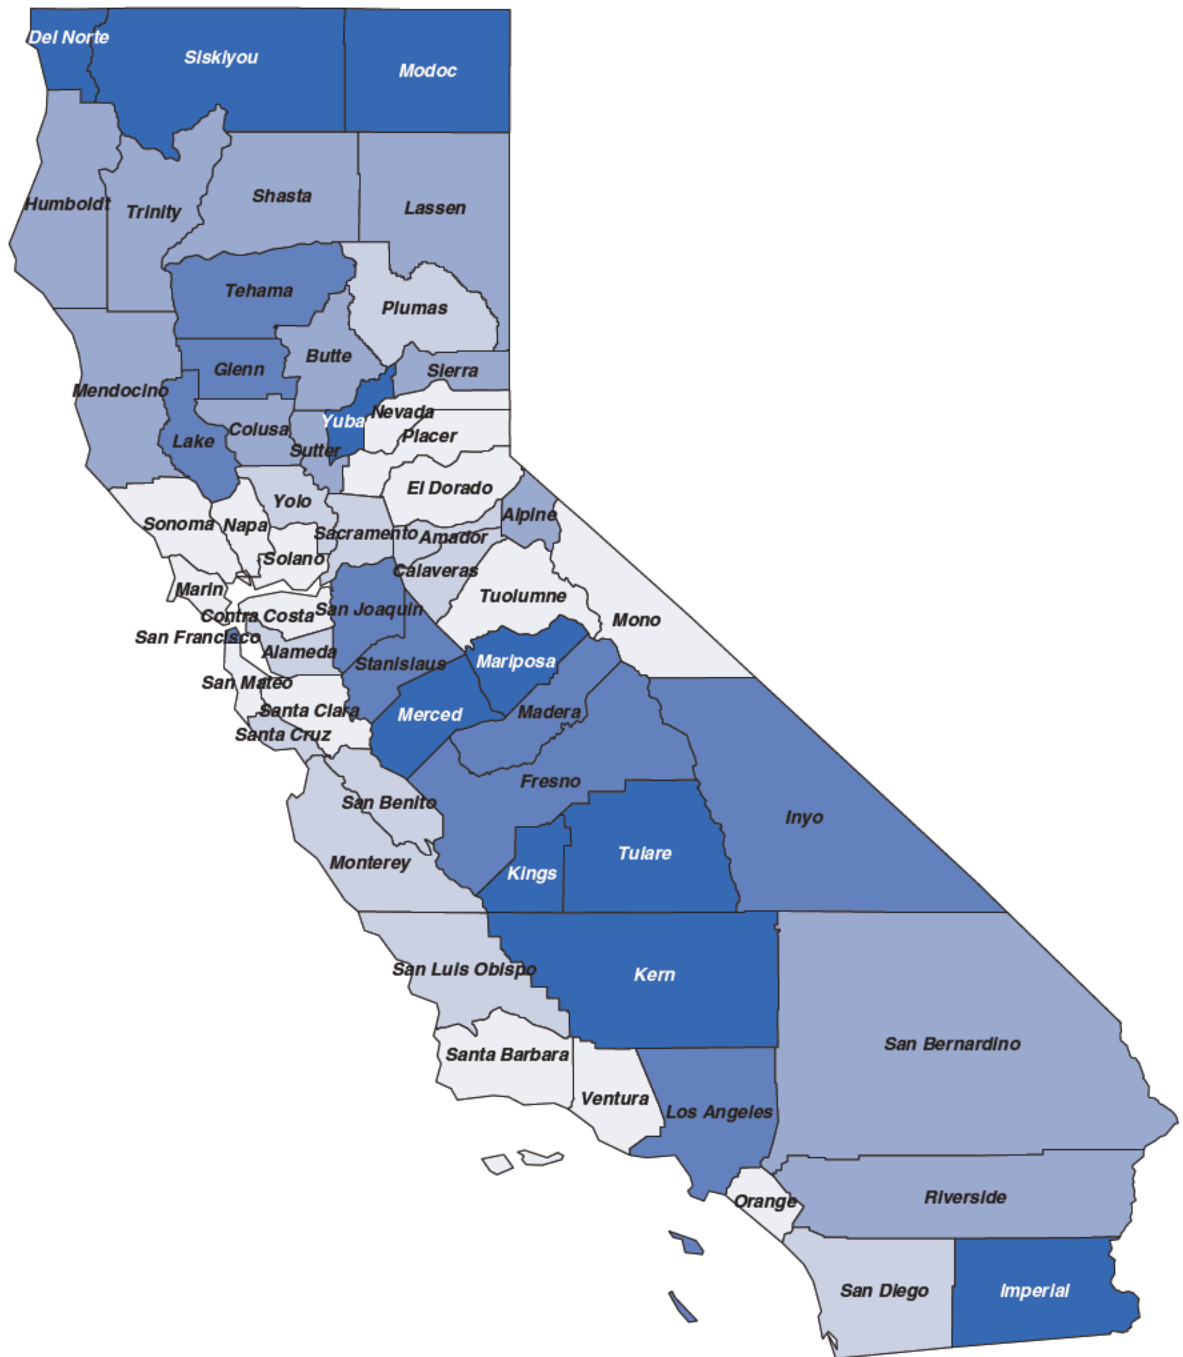 Del Norte
Siskiyou
Modoc
Humboldt
Trinity
Shasta
Lassen
Tehama
Plumas
Butte
Glenn
Sierra
Mendocino
Nevada
Yuba
Colusa
Placer
Lake
Sutter
El Dorado
Yolo
Alpine
Sonoma
Napa
Sacramento
Amador
Solano
Calaveras
Marin
Tuolumne
San Joaquin
Contra Costa
Mono
San Francisco
Alameda
Stanislaus
Mariposa
San Mateo
Santa Clara
Merced
Madera
Santa Cruz
Fresno
San Benito
Inyo
Tulare
Monterey
Kings
San Luis Obispo
Kern
San Bernardino
Santa Barbara
Ventura
Los Angeles
Riverside
Orange
San Diego
Imperial